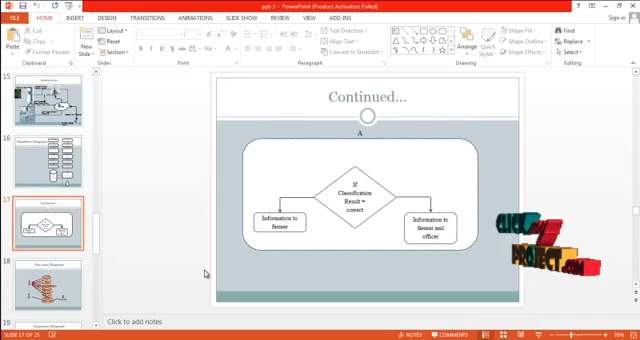 ppt-1 - PowerPoint (Product Activation Failed)
FILE HOME INSERT DESIGN TRANSITIONS ANIMATIONS SLIDE SHOW REVIEW VIEW ADD-INS Sign in
Paste
Cut
Copy
Format Painter
Clipboard
New
Slide
Layout
Reset
Section
Slides
Font
Text Direction
Align Text
Convert to SmartArt
Paragraph
Arrange
Quick
Styles
Shape Fill
Shape Outline
Shape Effects
Drawing
Find
Replace
Select
Editing
15
16
17
18
19
Continued...
A
If
Classification
Result =
correct
Information to
farmer
Information to
farmer and
officer
CLICK
PROJECT.COM
Click to add notes
SLIDE 17 OF 25 NOTES COMMENTS 70%